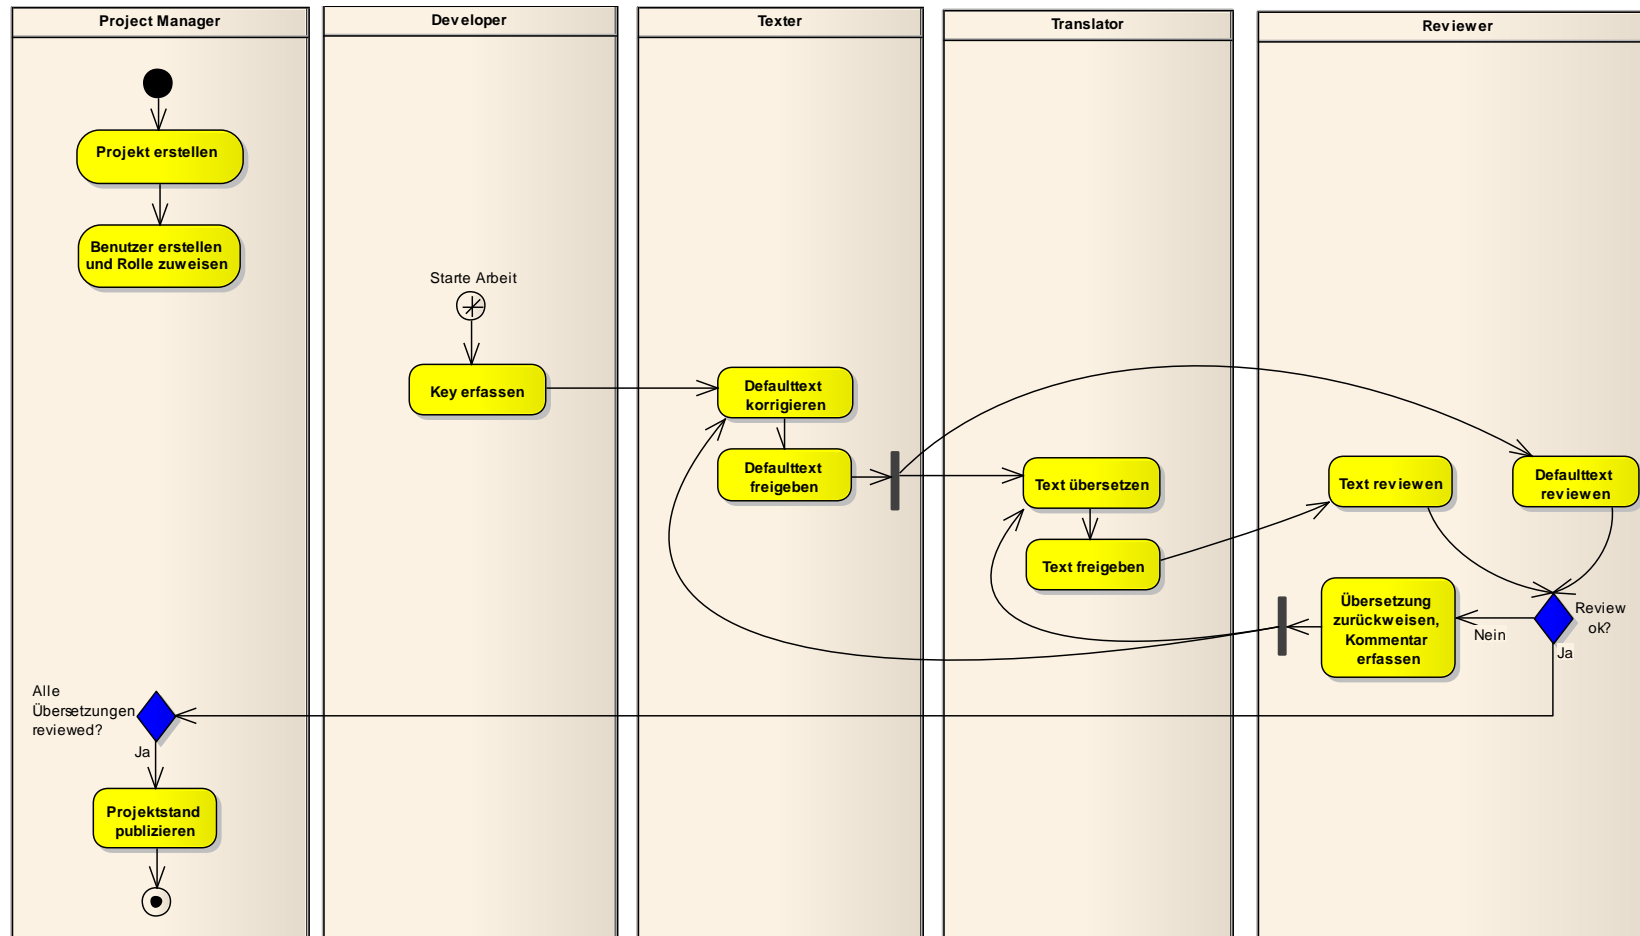 Project Manager
Developer
Texter
Translator
Reviewer
Projekt erstellen
Benutzer erstellen
und Rolle zuweisen
Starte Arbeit
Key erfassen
Defaulttext
korrigieren
Defaulttext
freigeben
Text übersetzen
Text freigeben
Text reviewen
Defaulttext
reviewen
Übersetzung
zurückweisen,
Kommentar
erfassen
Nein
Review
ok?
Ja
Alle
Übersetzungen
reviewed?
Ja
Projektstand
publizieren